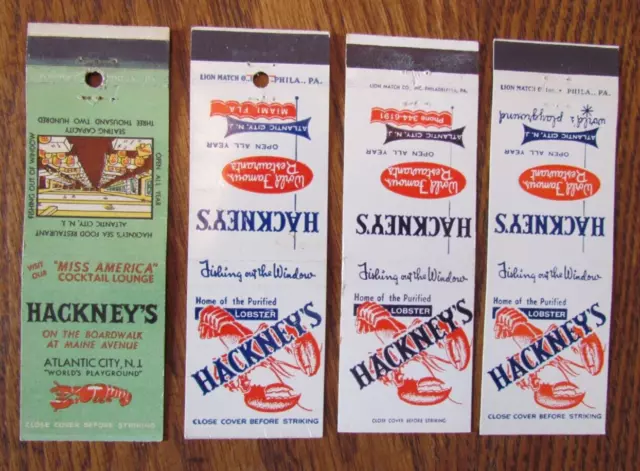 THREE THOUSAND TWO HUNDRED
SEATING CAPACITY
FISHING OUT OF WINDOW
OPEN ALL YEAR
HACKNEY'S SEA FOOD RESTAURANT
ATLANTIC CITY, N. J.
VISIT OUR
"MISS AMERICA"
COCKTAIL LOUNGE
HACKNEY'S
ON THE BOARDWALK
AT MAINE AVENUE
ATLANTIC CITY, N.J.
"WORLD'S PLAYGROUND"
CLOSE COVER BEFORE STRIKING
LION MATCH PHILA., PA.
MIAMI, FLA.
ATLANTIC CITY, N.J.
OPEN ALL YEAR
World Famous
Restaurants
HACKNEY'S
Fishing out the Window
Home of the Purified
LOBSTER
HACKNEY'S
CLOSE COVER BEFORE STRIKING
LION MATCH CO., INC. PHILADELPHIA, PA.
Phone 344-6191
ATLANTIC CITY, N.J.
OPEN ALL YEAR
World Famous
Restaurant
HACKNEY'S
Fishing out the Window
Home of the Purified
LOBSTER
HACKNEY'S
CLOSE COVER BEFORE STRIKING
LION MATCH PHILA., PA.
world's playground
ATLANTIC CITY, N.J.
OPEN ALL YEAR
World Famous
Restaurant
HACKNEY'S
Fishing out the Window
Home of the Purified
LOBSTER
HACKNEY'S
CLOSE COVER BEFORE STRIKING